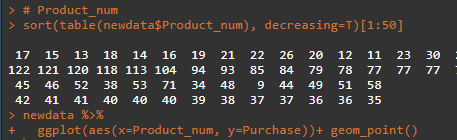 > # Product_num
> sort(table(newdata$Product_num), decreasing=T)[1:50]
17 15 13 18 14 16 19 21 22 26 20 12 11 23 30
122 121 120 118 113 104 94 93 85 84 79 78 77 77 77
45 46 52 38 53 71 34 48 9 44 49 51 58
42 41 41 40 40 40 39 38 37 37 36 36 35
> newdata %>%
+ ggplot(aes(x=Product_num, y=Purchase))+ geom_point()